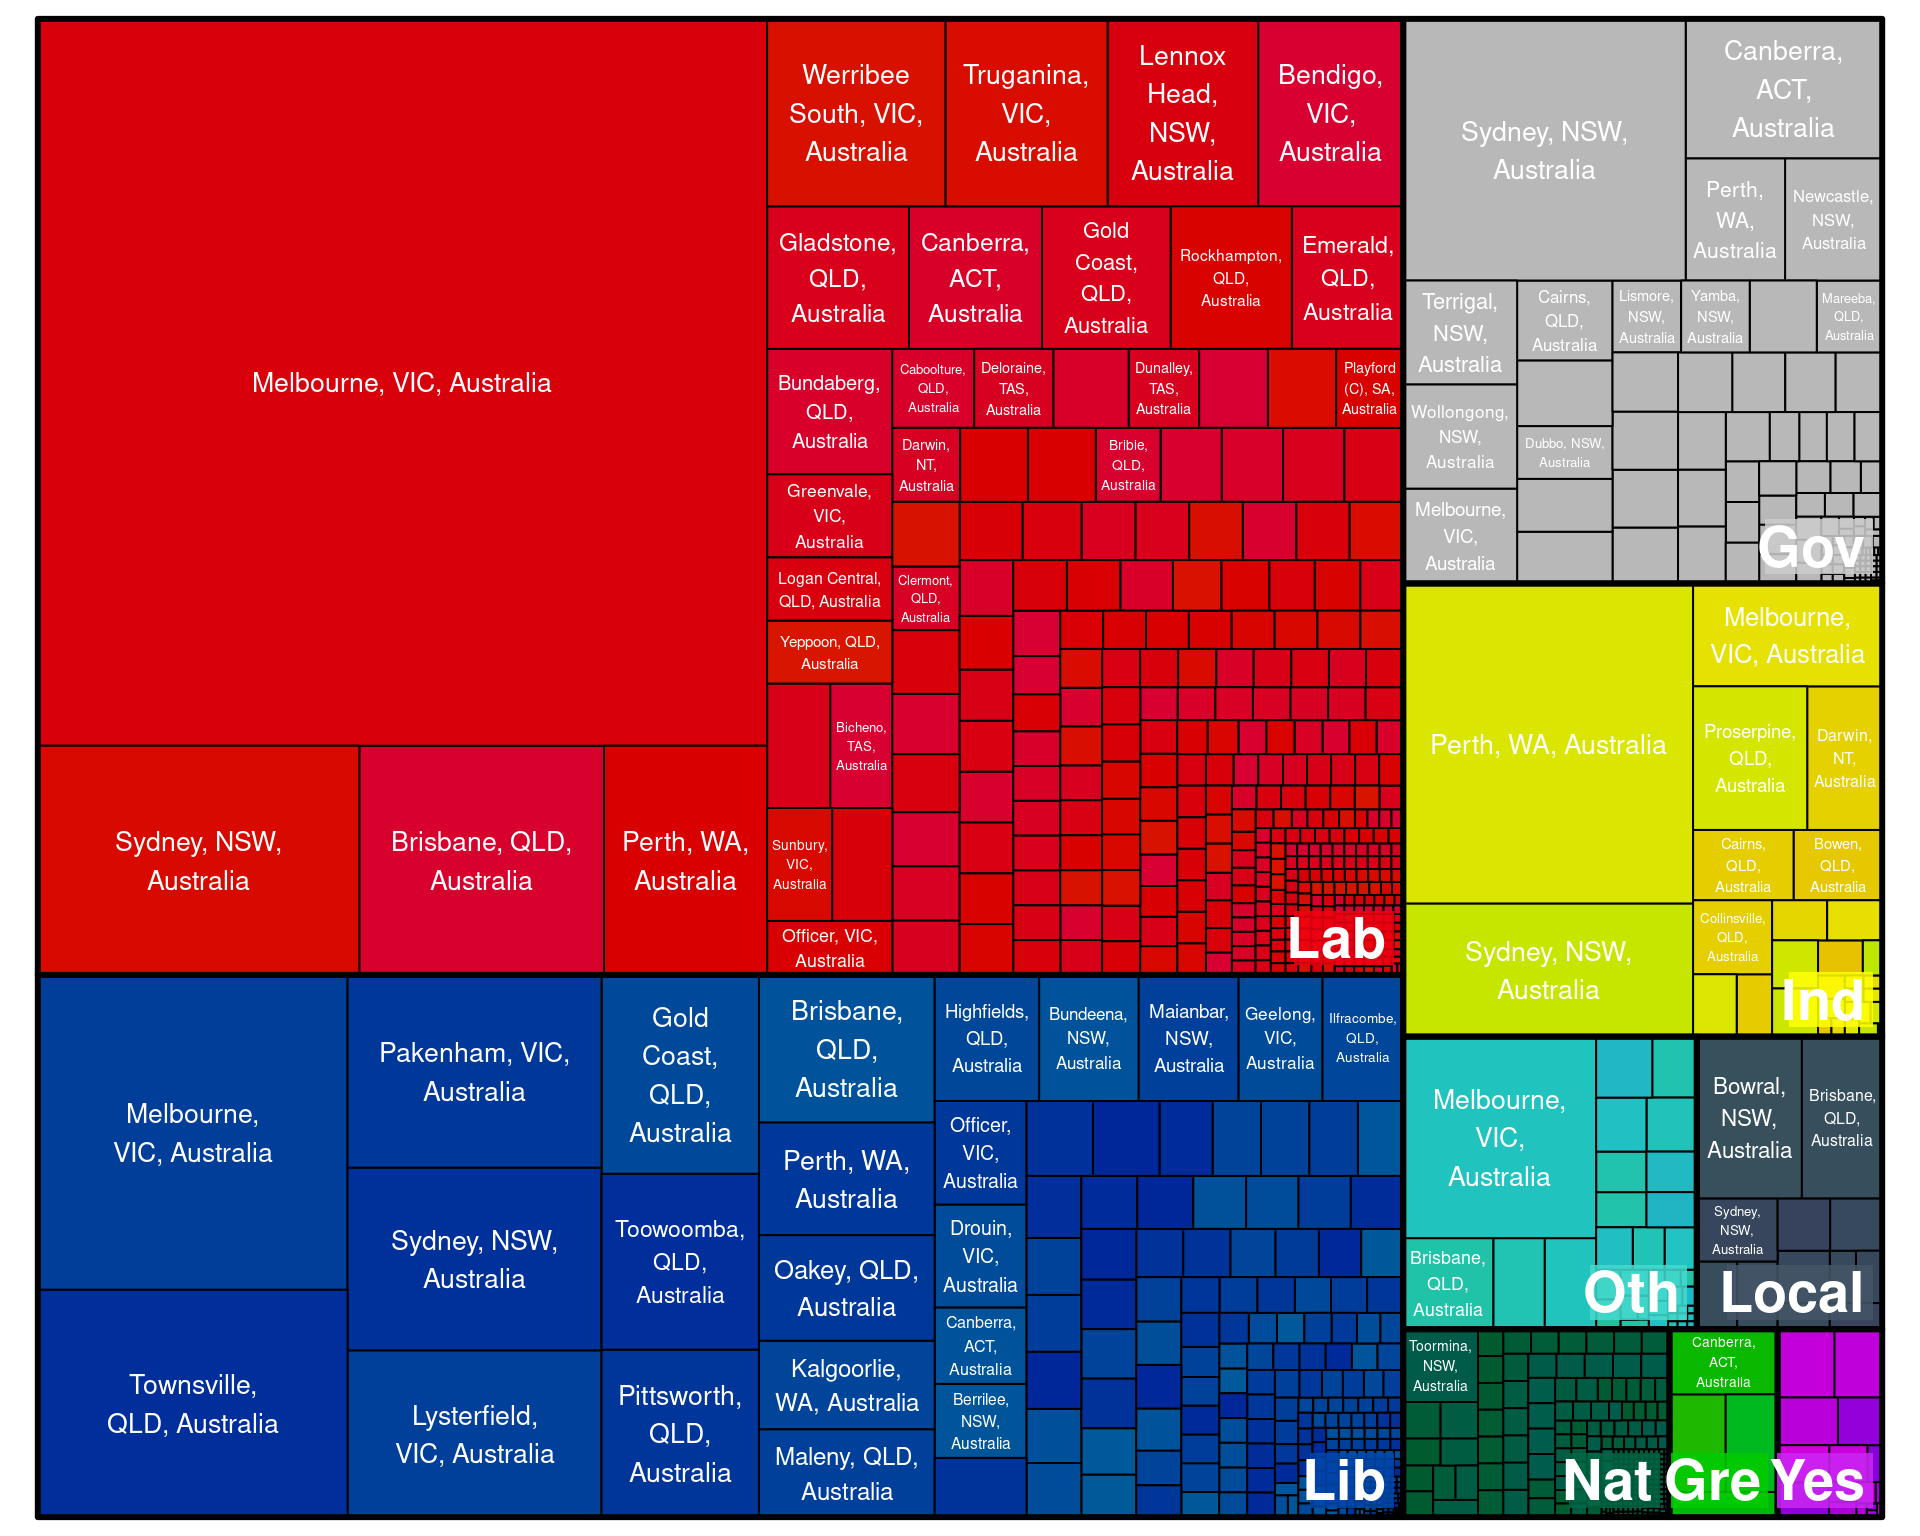 Melbourne, VIC, Australia
Sydney, NSW,
Australia
Brisbane, QLD,
Australia
Perth, WA,
Australia
Werribee
South, VIC,
Australia
Truganina,
VIC,
Australia
Lennox
Head,
NSW,
Australia
Bendigo,
VIC,
Australia
Gladstone,
QLD,
Australia
Canberra,
ACT,
Australia
Gold
Coast,
QLD,
Australia
Rockhampton,
QLD,
Australia
Emerald,
QLD,
Australia
Bundaberg,
QLD,
Australia
Caboolture,
QLD,
Australia
Deloraine,
TAS,
Australia
Dunalley,
TAS,
Australia
Playford
(C), SA,
Australia
Darwin,
NT,
Australia
Bribie,
QLD,
Australia
Greenvale,
VIC,
Australia
Logan Central,
QLD, Australia
Clermont,
QLD,
Australia
Yeppoon, QLD,
Australia
Bicheno,
TAS,
Australia
Sunbury,
VIC,
Australia
Officer, VIC,
Australia
Lab
Melbourne,
VIC, Australia
Townsville,
QLD, Australia
Pakenham, VIC,
Australia
Sydney, NSW,
Australia
Lysterfield,
VIC, Australia
Gold
Coast,
QLD,
Australia
Toowoomba,
QLD,
Australia
Pittsworth,
QLD,
Australia
Brisbane,
QLD,
Australia
Perth, WA,
Australia
Oakey, QLD,
Australia
Kalgoorlie,
WA, Australia
Maleny, QLD,
Australia
Highfields,
QLD,
Australia
Bundeena,
NSW,
Australia
Maianbar,
NSW,
Australia
Geelong,
VIC,
Australia
Ilfracombe,
QLD,
Australia
Officer,
VIC,
Australia
Drouin,
VIC,
Australia
Canberra,
ACT,
Australia
Berrilee,
NSW,
Australia
Lib
Sydney, NSW,
Australia
Canberra,
ACT,
Australia
Perth,
WA,
Australia
Newcastle,
NSW,
Australia
Terrigal,
NSW,
Australia
Cairns,
QLD,
Australia
Lismore,
NSW,
Australia
Yamba,
NSW,
Australia
Mareeba,
QLD,
Australia
Wollongong,
NSW,
Australia
Dubbo, NSW,
Australia
Melbourne,
VIC,
Australia
Gov
Perth, WA, Australia
Sydney, NSW,
Australia
Melbourne,
VIC, Australia
Proserpine,
QLD,
Australia
Darwin,
NT,
Australia
Cairns,
QLD,
Australia
Bowen,
QLD,
Australia
Collinsville,
QLD,
Australia
Ind
Melbourne,
VIC,
Australia
Brisbane,
QLD,
Australia
Oth
Bowral,
NSW,
Australia
Brisbane,
QLD,
Australia
Sydney,
NSW,
Australia
Local
Toormina,
NSW,
Australia
Nat
Canberra,
ACT,
Australia
Gre
Yes